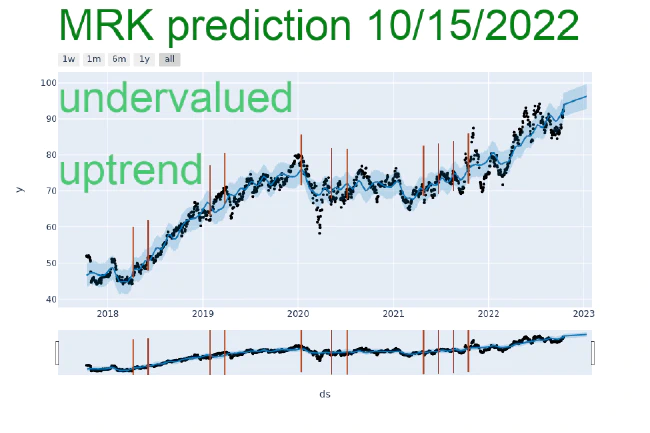 MRK prediction 10/15/2022
1w 1m 6m 1y all
100
undervalued
90
80
uptrend
70
y
60
50
40
2018 2019 2020 2021 2022 2023
ds